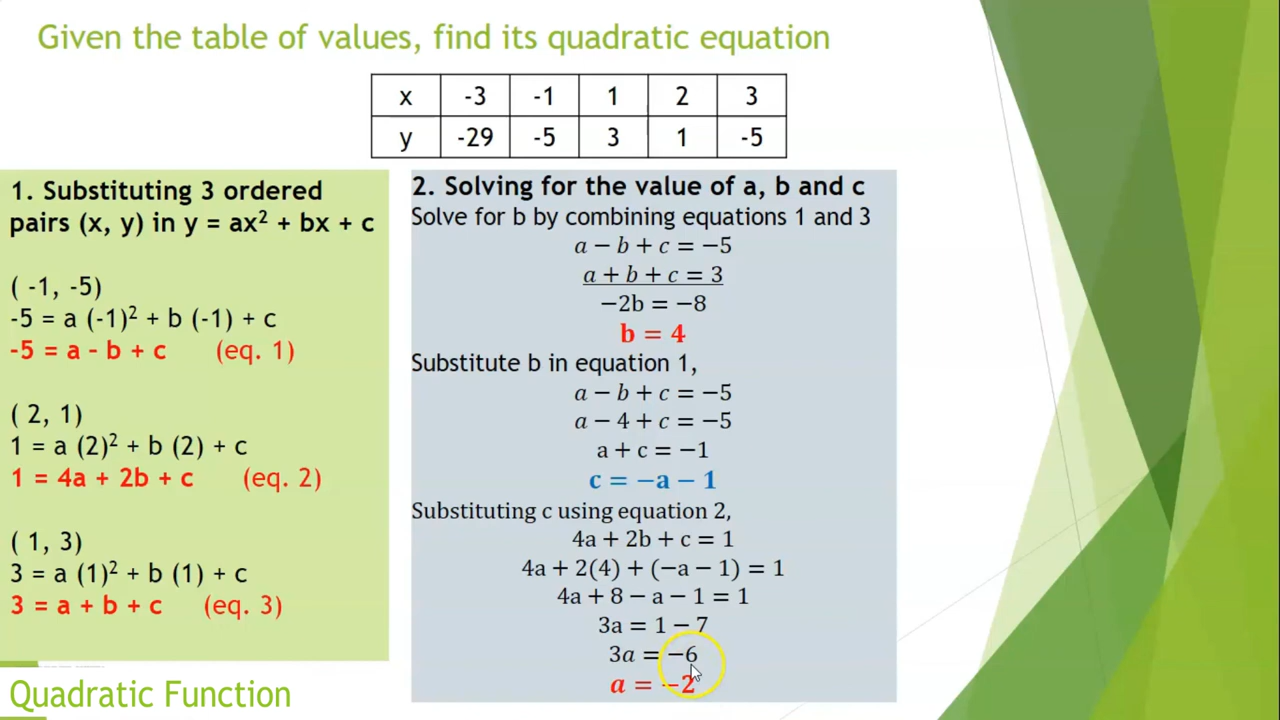 Given the table of values, find its quadratic equation
x -3 -1 1 2 3
y -29 -5 3 1 -5
1. Substituting 3 ordered
pairs (x, y) in y = ax² + bx + c
( -1, -5)
-5 = a (-1)² + b (-1) + c
-5 = a - b + c (eq. 1)
( 2, 1)
1 = a (2)² + b (2) + c
1 = 4a + 2b + c (eq. 2)
( 1, 3)
3 = a (1)² + b (1) + c
3 = a + b + c (eq. 3)
2. Solving for the value of a, b and c
Solve for b by combining equations 1 and 3
a − b + c = −5
a + b + c = 3
−2b = −8
b = 4
Substitute b in equation 1,
a − b + c = −5
a − 4 + c = −5
a + c = −1
c = −a − 1
Substituting c using equation 2,
4a + 2b + c = 1
4a + 2(4) + (−a − 1) = 1
4a + 8 − a − 1 = 1
3a = 1 − 7
3a = −6
a = −2
Quadratic Function